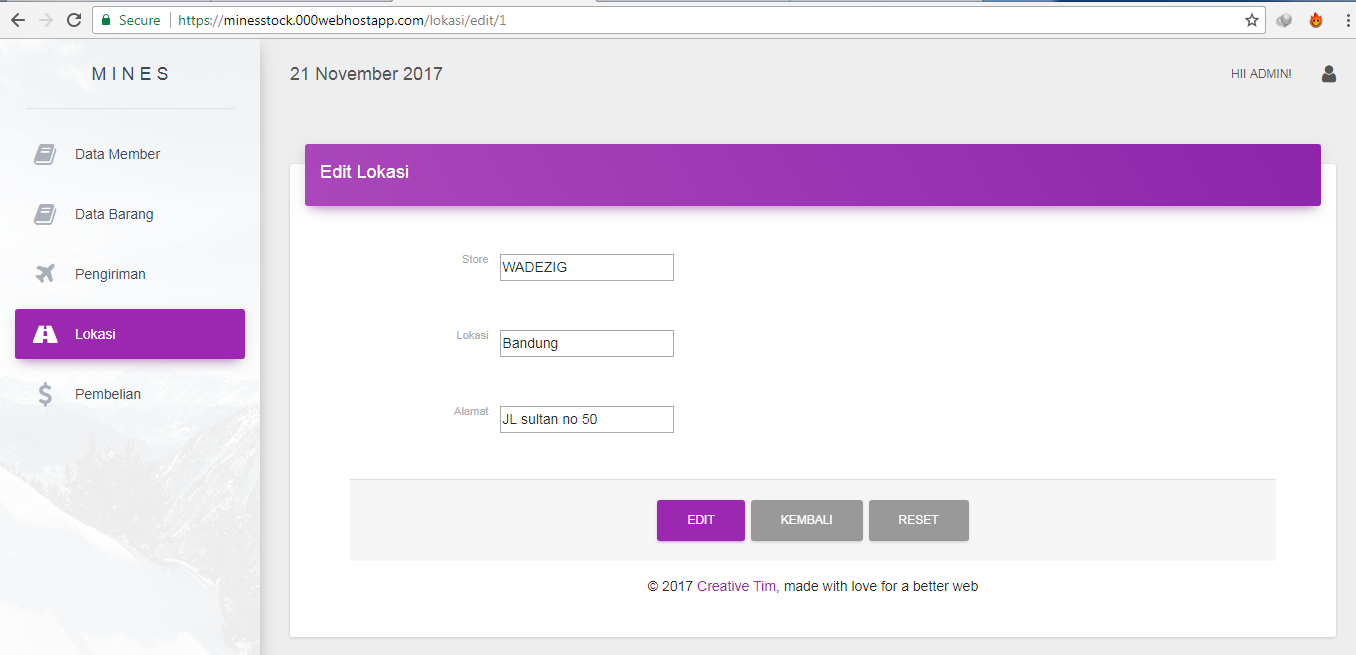 Secure https://minesstock.000webhostapp.com/lokasi/edit/1
MINES
Data Member
Data Barang
Pengiriman
Lokasi
Pembelian
21 November 2017
HII ADMIN!
Edit Lokasi
Store WADEZIG
Lokasi Bandung
Alamat JL sultan no 50
EDIT KEMBALI RESET
© 2017 Creative Tim, made with love for a better web